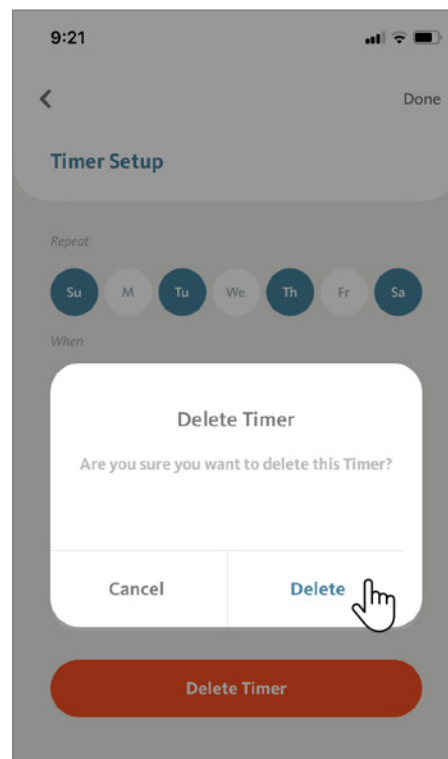 9:21
Done
Timer Setup
Repeat
Su M Tu We Th Fr Sa
When
Delete Timer
Are you sure you want to delete this Timer?
Cancel Delete
Delete Timer